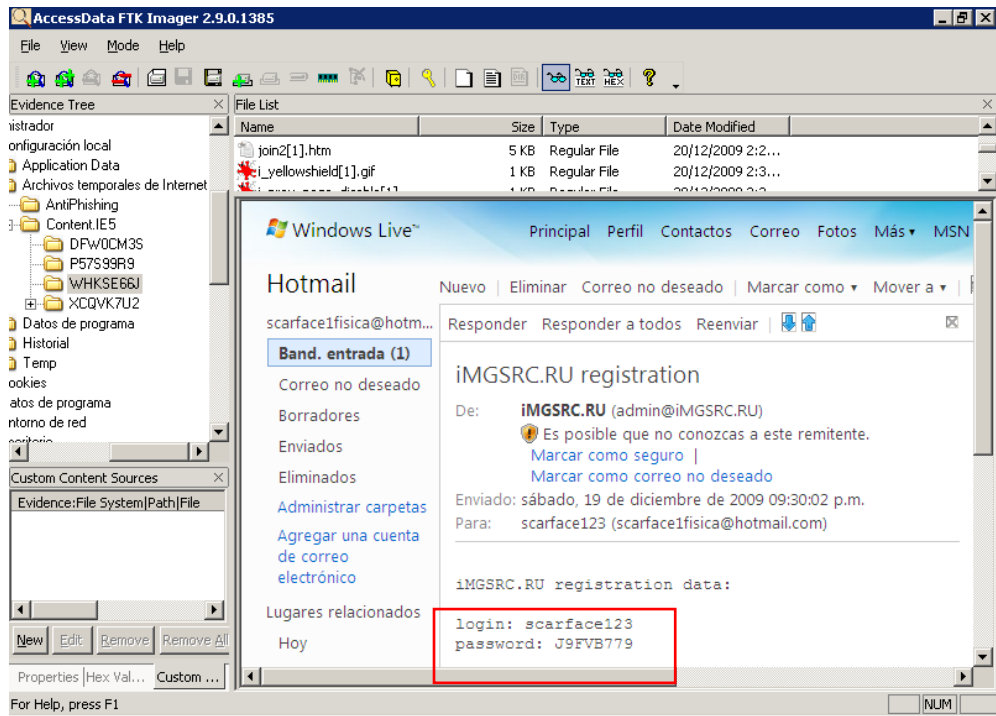 AccessData FTK Imager 2.9.0.1385
File View Mode Help
TEXT HEX
Evidence Tree
nistrador
onfiguración local
Application Data
Archivos temporales de Internet
AntiPhishing
Content.IE5
DFW0CM3S
P57S99R9
WHKSE66J
XCQVK7U2
Datos de programa
Historial
Temp
ookies
atos de programa
ntorno de red
Custom Content Sources
Evidence:File System|Path|File
New Edit Remove Remove All
Properties Hex Val... Custom ...
File List
Name Size Type Date Modified
join2[1].htm 5 KB Regular File 20/12/2009 2:2...
i_yellowshield[1].gif 1 KB Regular File 20/12/2009 2:3...
Windows Live™ Principal Perfil Contactos Correo Fotos Más MSN
Hotmail
Nuevo | Eliminar Correo no deseado | Marcar como Mover a |
scarface1fisica@hotm...
Band. entrada (1)
Correo no deseado
Borradores
Enviados
Eliminados
Administrar carpetas
Agregar una cuenta
de correo
electrónico
Lugares relacionados
Hoy
Responder Responder a todos Reenviar |
iMGSRC.RU registration
De: iMGSRC.RU (admin@iMGSRC.RU)
Es posible que no conozcas a este remitente.
Marcar como seguro |
Marcar como correo no deseado
Enviado: sábado, 19 de diciembre de 2009 09:30:02 p.m.
Para: scarface123 (scarface1fisica@hotmail.com)
iMGSRC.RU registration data:
login: scarface123
password: J9FVB779
For Help, press F1
NUM